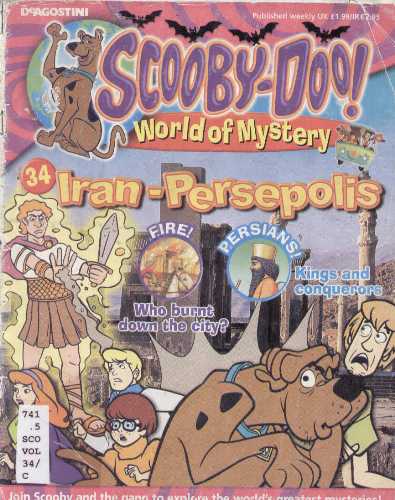 DeAGOSTINI
Published weekly UK £1.99/IR€2.95
SCOOBY-DOO!
World of Mystery
34
Iran - Persepolis
FIRE!
PERSIANS
Kings and
conquerors
Who burnt
down the city?
741
.5
SCO
VOL
34/
C
Join Scooby and the gang to explore the world's greatest mysteries!